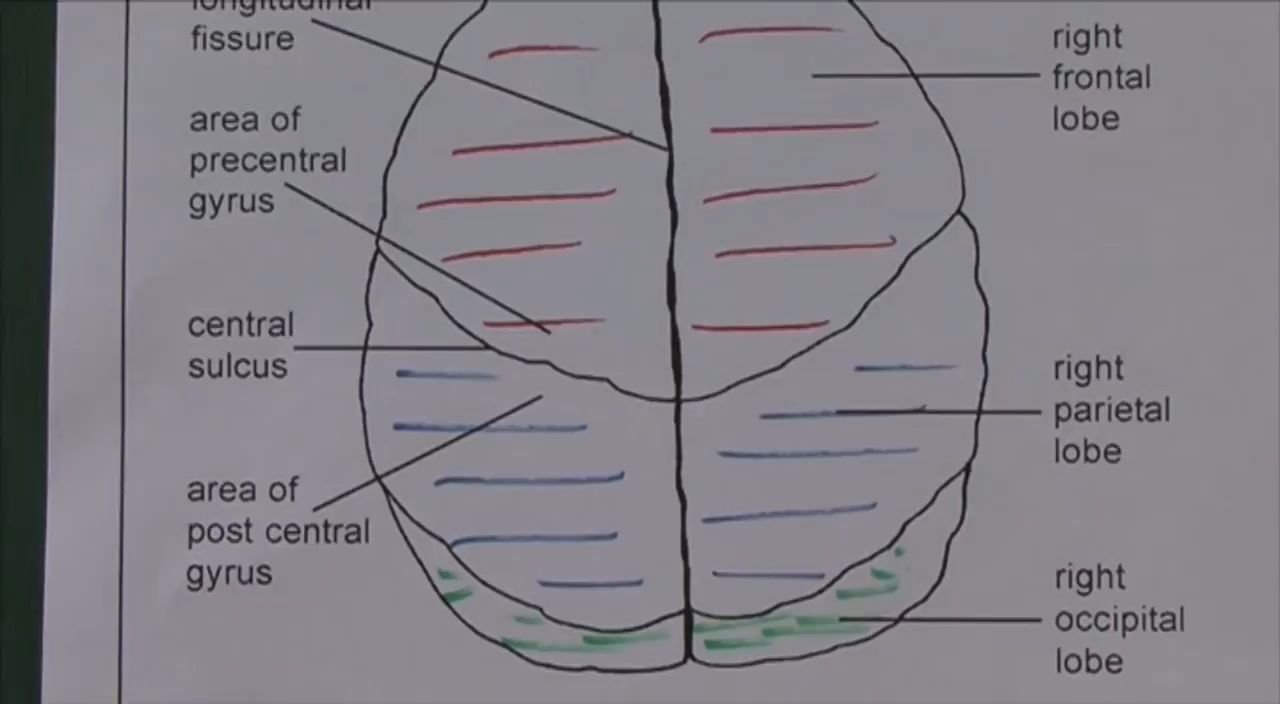 longitudinal
fissure
area of
precentral
gyrus
central
sulcus
area of
post central
gyrus
right
frontal
lobe
right
parietal
lobe
right
occipital
lobe